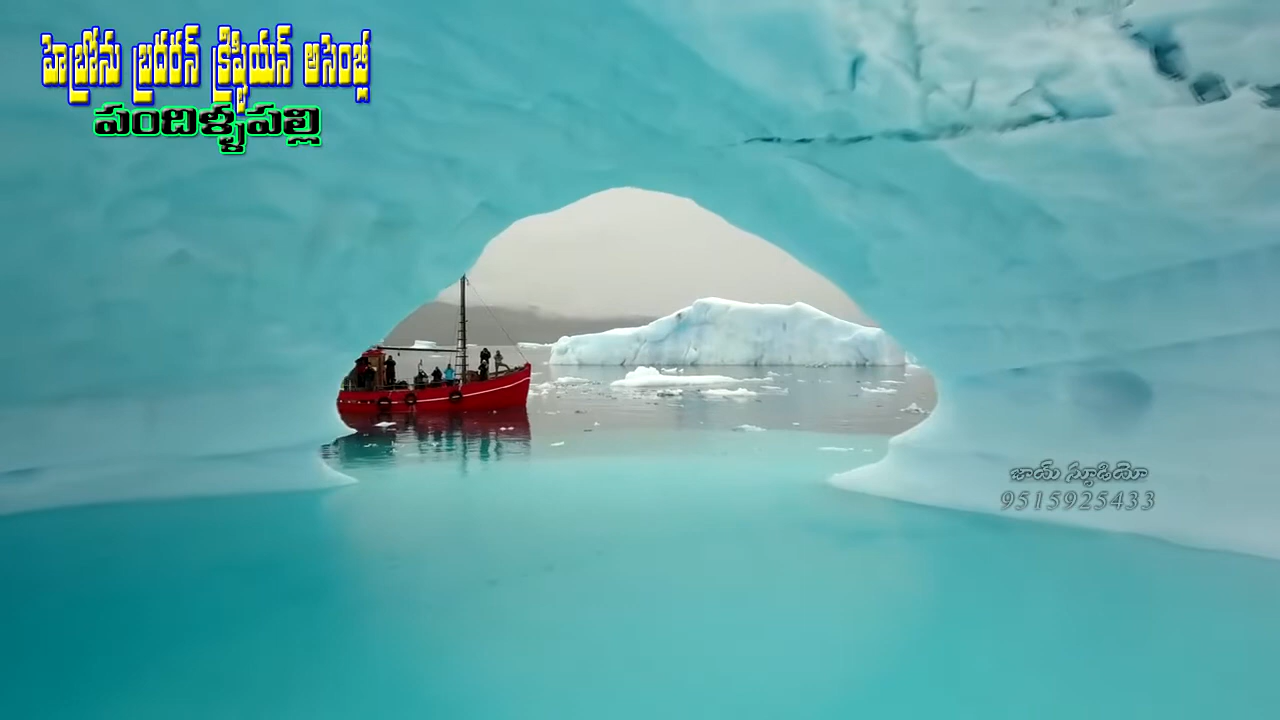 హెబ్రోను బ్రదరన్ క్రిష్టియన్ అసెంబ్లీ
పందిళ్ళపల్లి
జాయ్ స్టూడియో
9515925433